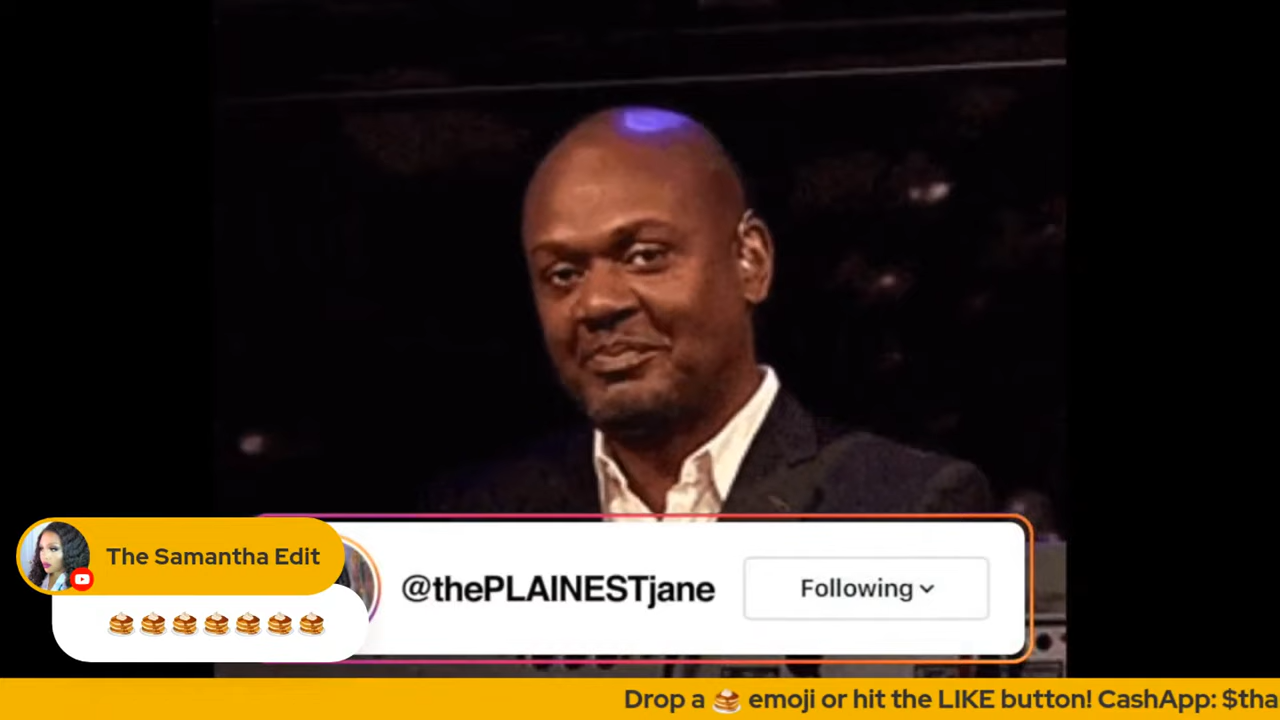 The Samantha Edit
🥞🥞🥞🥞🥞🥞🥞
@thePLAINESTjane
Following
Drop a 🥞 emoji or hit the LIKE button! CashApp: $tha